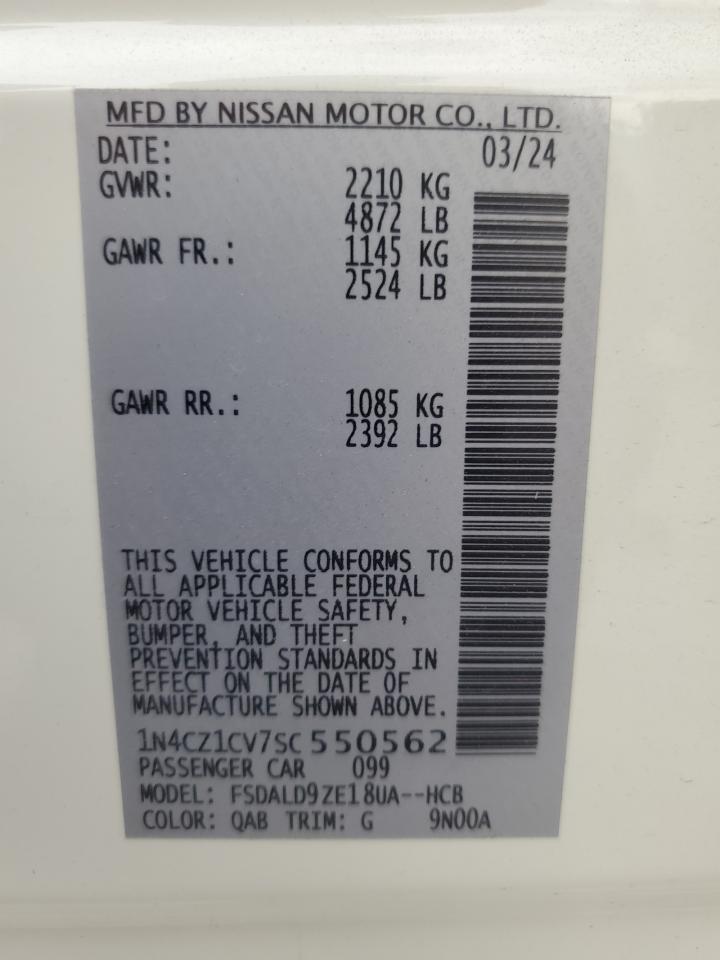 MFD BY NISSAN MOTOR CO., LTD.
DATE: 03/24
GVWR: 2210 KG
4872 LB
GAWR FR.: 1145 KG
2524 LB
GAWR RR.: 1085 KG
2392 LB
THIS VEHICLE CONFORMS TO
ALL APPLICABLE FEDERAL
MOTOR VEHICLE SAFETY,
BUMPER, AND THEFT
PREVENTION STANDARDS IN
EFFECT ON THE DATE OF
MANUFACTURE SHOWN ABOVE.
1N4CZ1CV7SC550562
PASSENGER CAR 099
MODEL: FSDALD9ZE18UA--HCB
COLOR: QAB TRIM: G 9N00A